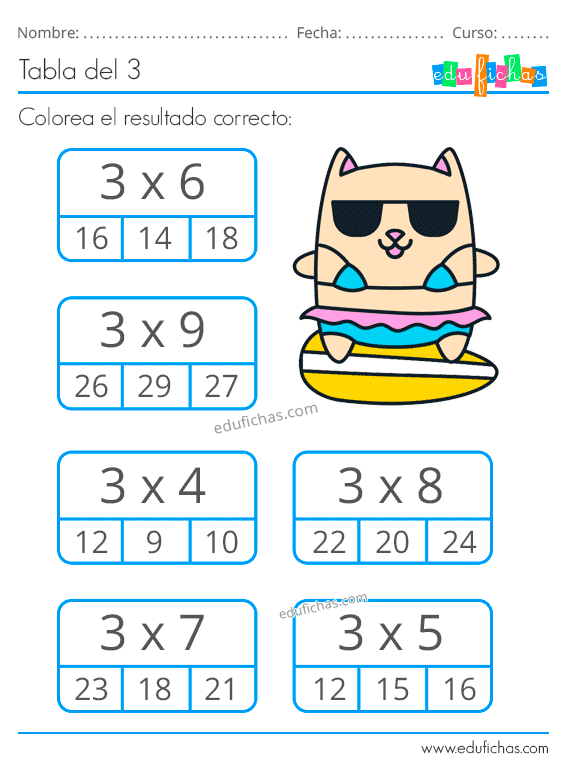 Nombre: ................................ Fecha: ................ Curso: ........
Tabla del 3
edufichas
Colorea el resultado correcto:
3 x 6
16 14 18
3 x 9
26 29 27
edufichas.com
3 x 4
12 9 10
3 x 8
22 20 24
edufichas.com
3 x 7
23 18 21
3 x 5
12 15 16
www.edufichas.com